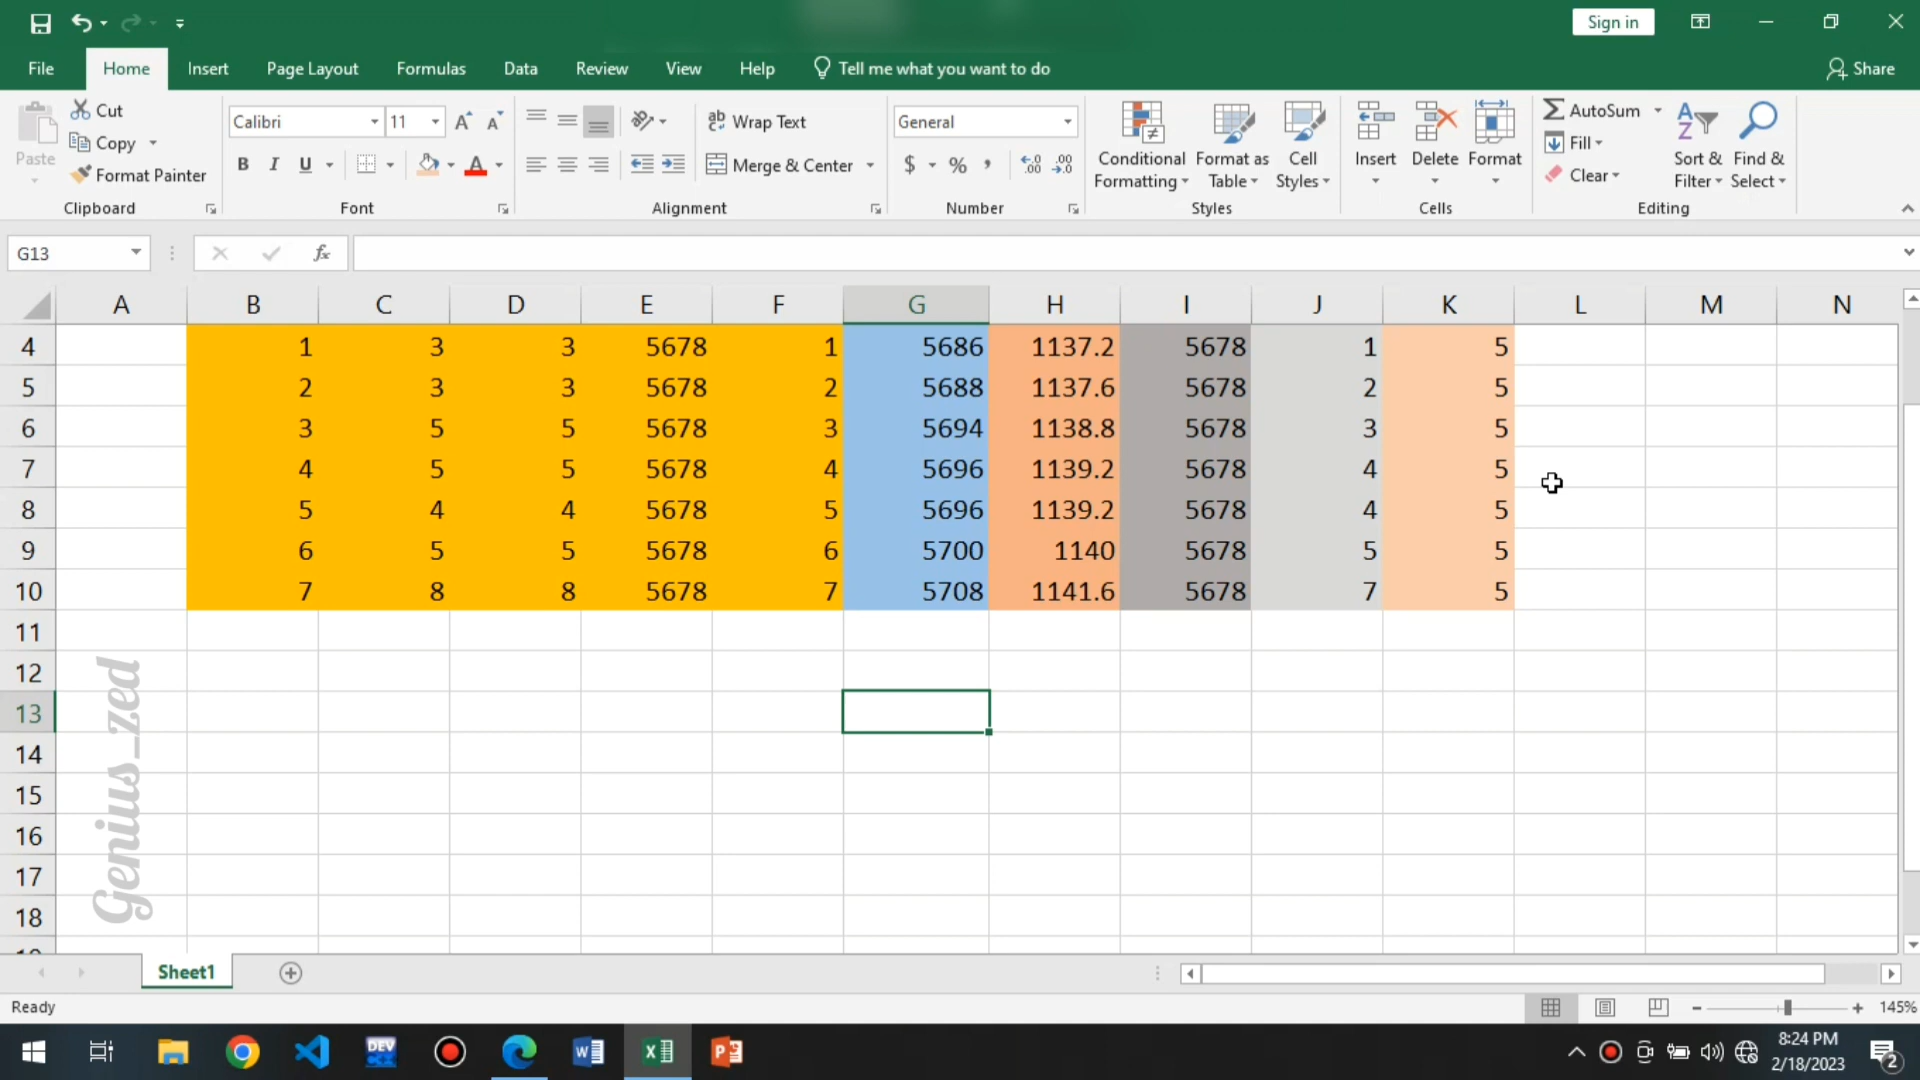 Sign in
File Home Insert Page Layout Formulas Data Review View Help Tell me what you want to do Share
Paste Cut Calibri 11 Wrap Text General Conditional Formatting Format as Table Cell Styles Insert Delete Format AutoSum Sort & Filter Find & Select
Copy Fill
Format Painter B I U A Merge & Center $ % , Clear
Clipboard Font Alignment Number Styles Cells Editing
G13 fx
A B C D E F G H I J K L M N
4 1 3 3 5678 1 5686 1137.2 5678 1 5
5 2 3 3 5678 2 5688 1137.6 5678 2 5
6 3 5 5 5678 3 5694 1138.8 5678 3 5
7 4 5 5 5678 4 5696 1139.2 5678 4 5
8 5 4 4 5678 5 5696 1139.2 5678 4 5
9 6 5 5 5678 6 5700 1140 5678 5 5
10 7 8 8 5678 7 5708 1141.6 5678 7 5
11
12
13
14
15
16
17
18
Genius_zed
Sheet1
Ready 145%
8:24 PM
2/18/2023
2